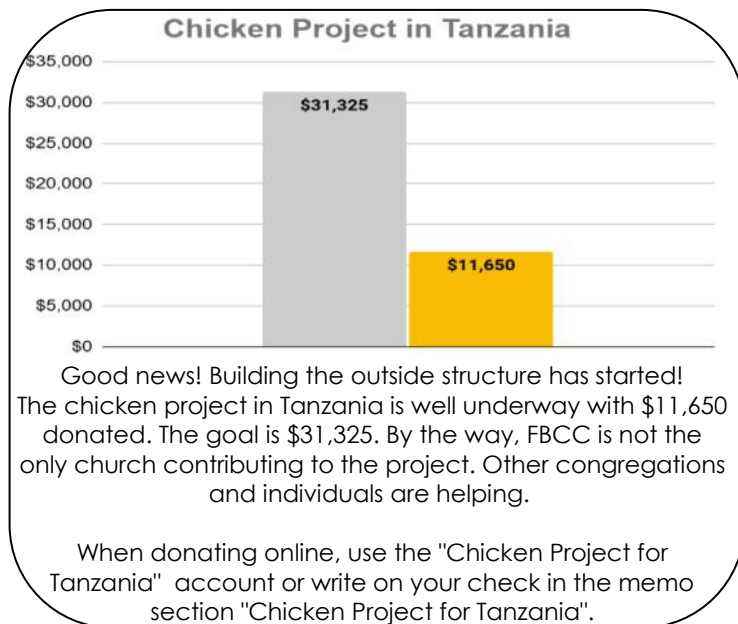 Chicken Project in Tanzania
$35,000
$30,000
$31,325
$25,000
$20,000
$15,000
$10,000
$11,650
$5,000
$0
Good news! Building the outside structure has started!
The chicken project in Tanzania is well underway with $11,650
donated. The goal is $31,325. By the way, FBCC is not the
only church contributing to the project. Other congregations
and individuals are helping.
When donating online, use the "Chicken Project for
Tanzania"  account or write on your check in the memo
section "Chicken Project for Tanzania".